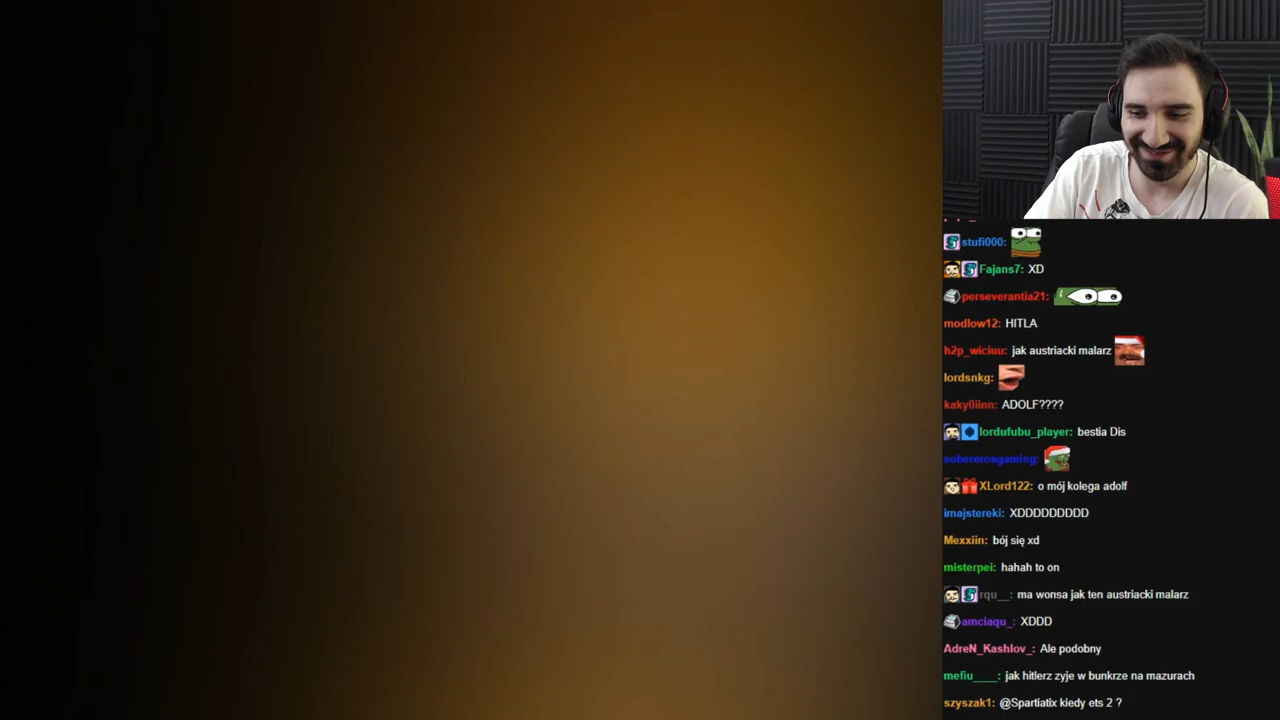 stufi000:
Fajans7: XD
perseverantia21:
modlow12: HITLA
h2p_wiciuu: jak austriacki malarz
lordsnkg:
kaky0iinn: ADOLF????
lordufubu_player: bestia Dis
sobererosgaming:
XLord122: o mój kolega adolf
imajstereki: XDDDDDDDDD
Mexxiin: bój się xd
misterpei: hahah to on
rqu__: ma wonsa jak ten austriacki malarz
amciaqu_: XDDD
AdreN_Kashlov_: Ale podobny
mefiu____: jak hitlerz zyje w bunkrze na mazurach
szyszak1: @Spartiatix kiedy ets 2 ?